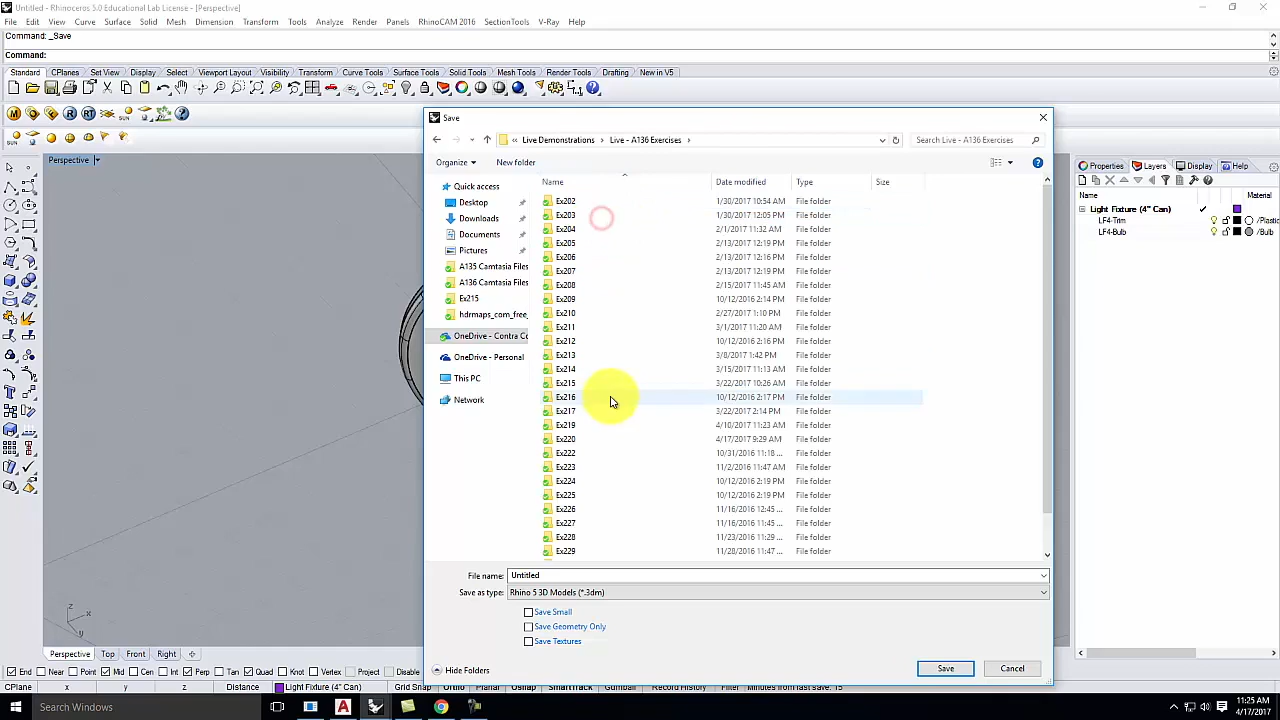 Untitled - Rhinoceros 5.0 Educational Lab License - [Perspective]
File Edit View Curve Surface Solid Mesh Dimension Transform Tools Analyze Render Panels RhinoCAM 2016 SectionTools V-Ray Help
Command: _Save
Command:
Standard CPlanes Set View Display Select Viewport Layout Visibility Transform Curve Tools Surface Tools Solid Tools Mesh Tools Render Tools Drafting New in V5
Save
« Live Demonstrations › Live - A136 Exercises ›
Search Live - A136 Exercises
Organize New folder
Perspective
Properties Layers Display Help
Name Material
Light Fixture (4" Can)
LF4-Trim /Plastic
LF4-Bulb /Bulb
Quick access
Desktop
Downloads
Documents
Pictures
A135 Camtasia Files
A136 Camtasia Files
Ex215
hdrmaps_com_free_
OneDrive - Contra Co
OneDrive - Personal
This PC
Network
Name Date modified Type Size
Ex202 1/30/2017 10:54 AM File folder
Ex203 1/30/2017 12:05 PM File folder
Ex204 2/1/2017 11:32 AM File folder
Ex205 2/13/2017 12:19 PM File folder
Ex206 2/13/2017 12:16 PM File folder
Ex207 2/13/2017 12:19 PM File folder
Ex208 2/15/2017 11:45 AM File folder
Ex209 10/12/2016 2:14 PM File folder
Ex210 2/27/2017 1:10 PM File folder
Ex211 3/1/2017 11:20 AM File folder
Ex212 10/12/2016 2:16 PM File folder
Ex213 3/8/2017 1:42 PM File folder
Ex214 3/15/2017 11:13 AM File folder
Ex215 3/22/2017 10:26 AM File folder
Ex216 10/12/2016 2:17 PM File folder
Ex217 3/22/2017 2:14 PM File folder
Ex219 4/10/2017 11:23 AM File folder
Ex220 4/17/2017 9:29 AM File folder
Ex222 10/31/2016 11:18 ... File folder
Ex223 11/2/2016 11:47 AM File folder
Ex224 10/12/2016 2:19 PM File folder
Ex225 10/12/2016 2:19 PM File folder
Ex226 11/16/2016 12:45 ... File folder
Ex227 11/16/2016 11:45 ... File folder
Ex228 11/23/2016 11:29 ... File folder
Ex229 11/28/2016 11:47 ... File folder
File name: Untitled
Save as type: Rhino 5 3D Models (*.3dm)
Save Small
Save Geometry Only
Save Textures
Hide Folders
Save Cancel
z x y
Perspective Top Front Right
End Near Point Mid Cen Int Perp Tan Quad Knot Vertex Project Disable
CPlane x y z Distance Light Fixture (4" Can) Grid Snap Ortho Planar Osnap SmartTrack Gumball Record History Filter Minutes from last save: 15
Search Windows
11:25 AM
4/17/2017